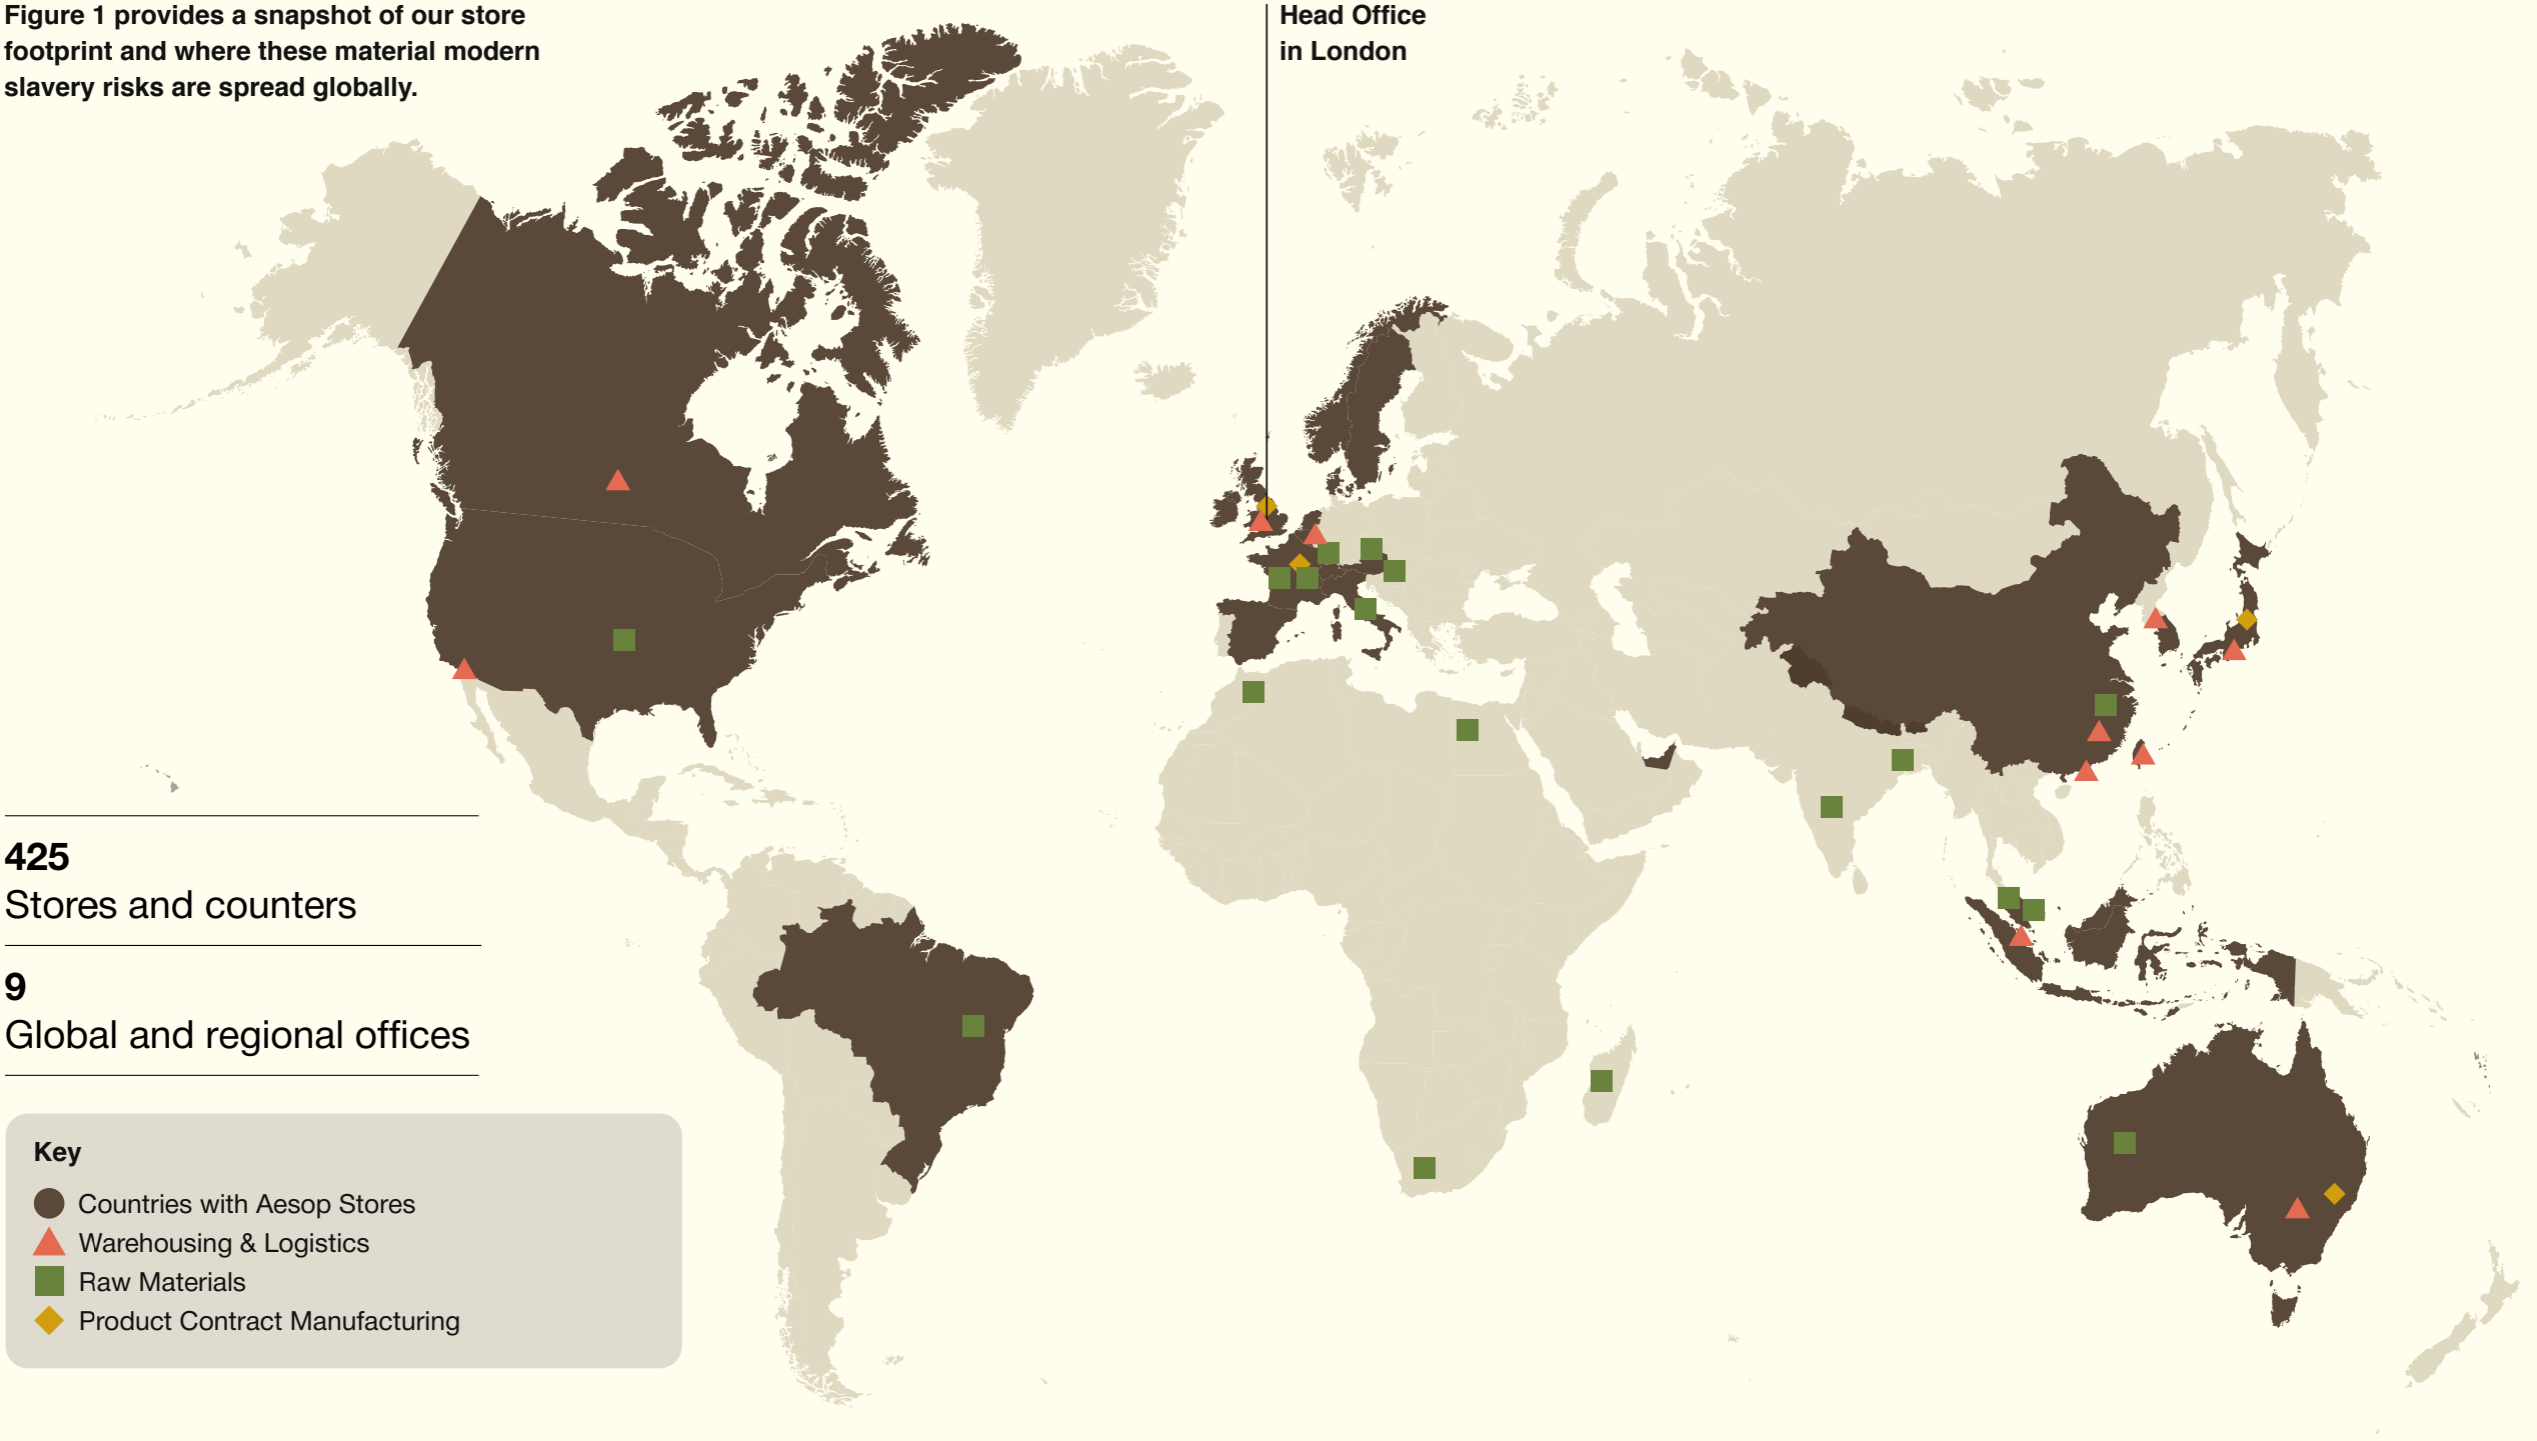 Figure 1 provides a snapshot of our store
footprint and where these material modern
slavery risks are spread globally.
Head Office
in London
425
Stores and counters
9
Global and regional offices
Key
Countries with Aesop Stores
Warehousing & Logistics
Raw Materials
Product Contract Manufacturing